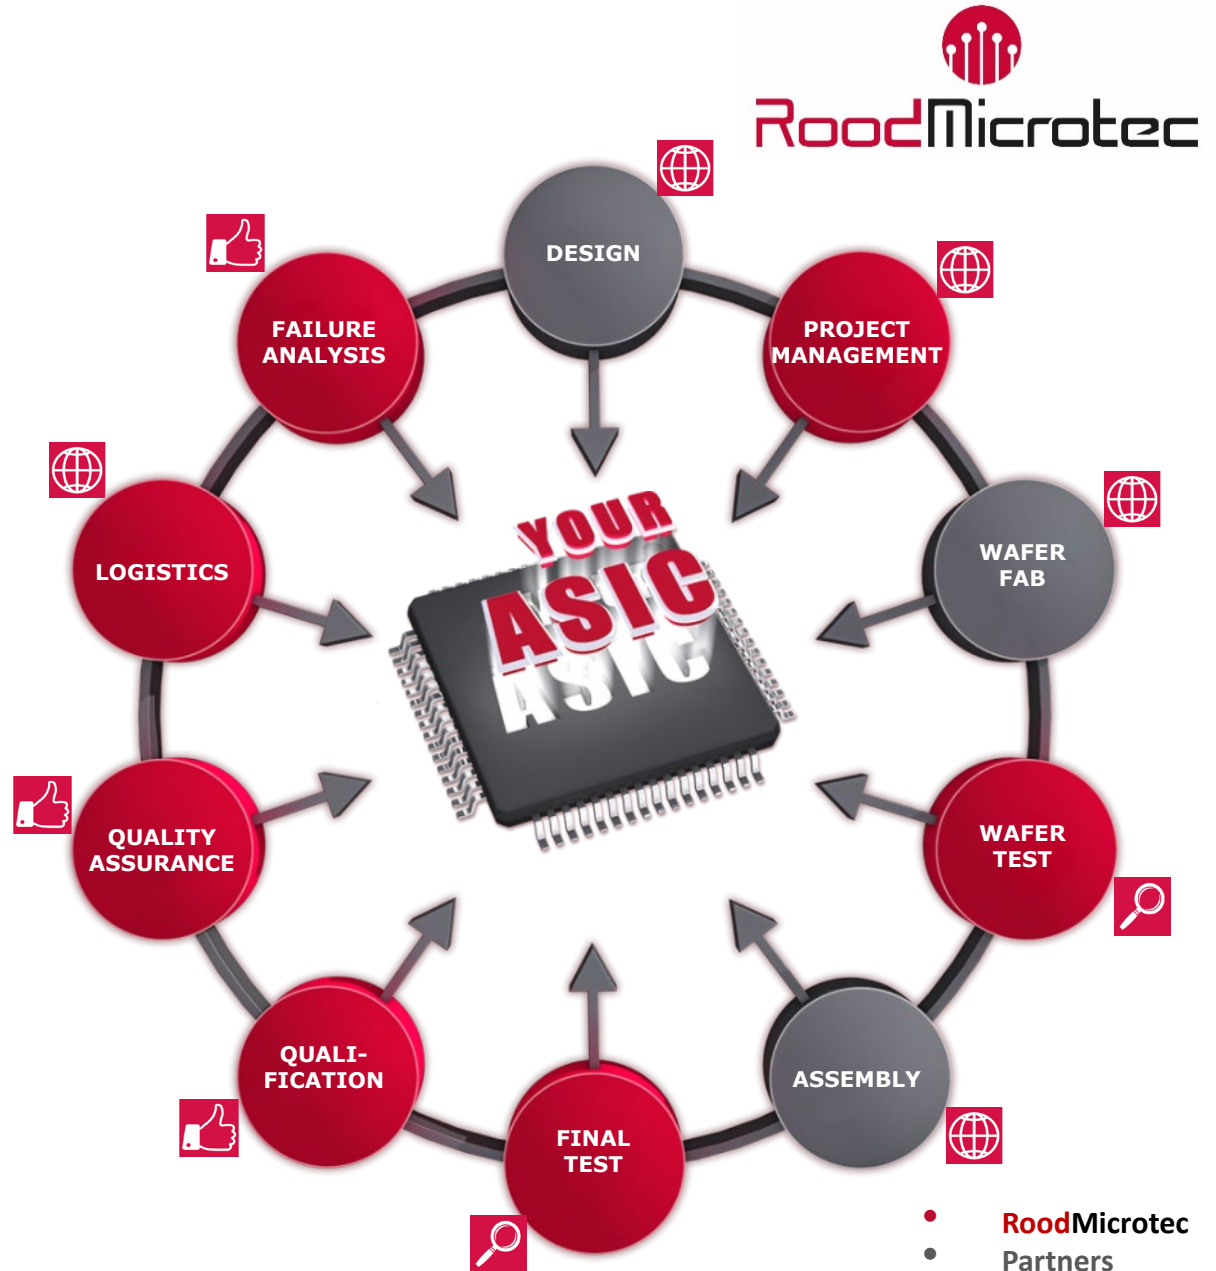 RoodMicrotec
DESIGN
PROJECT
MANAGEMENT
WAFER
FAB
WAFER
TEST
ASSEMBLY
FINAL
TEST
QUALI-
FICATION
QUALITY
ASSURANCE
LOGISTICS
FAILURE
ANALYSIS
YOUR
ASIC
ASIC
RoodMicrotec
Partners